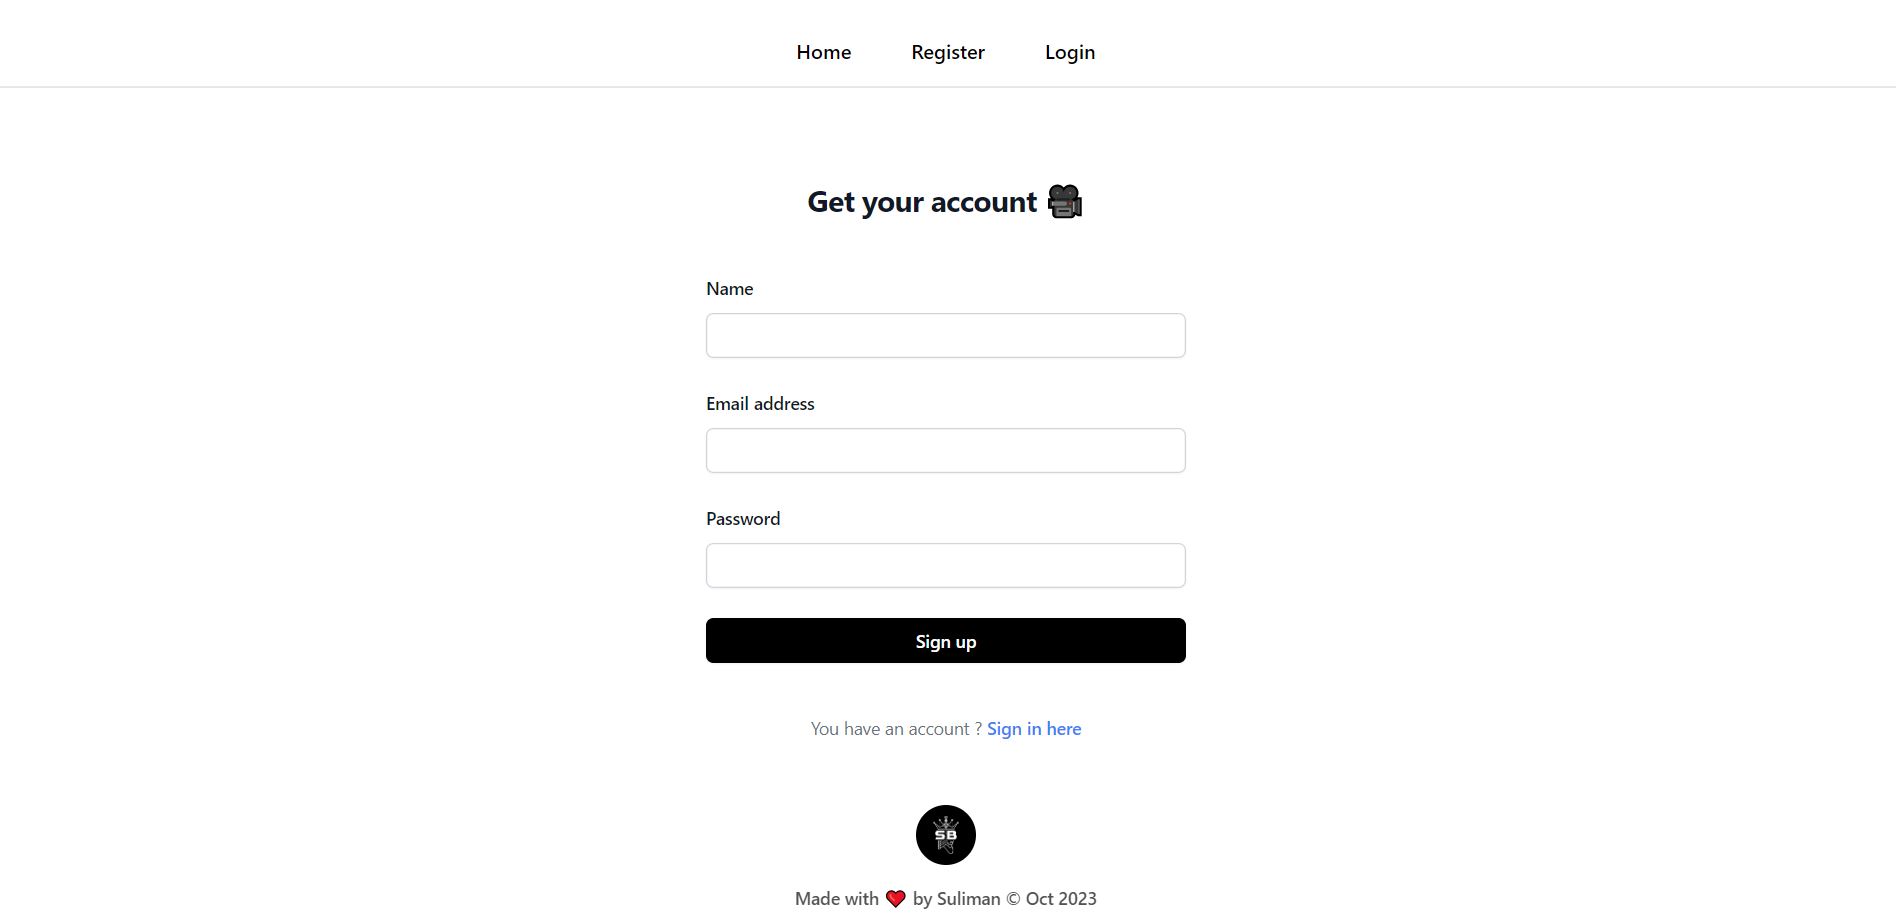 Home Register Login
Get your account 🎥
Name
Email address
Password
Sign up
You have an account ? Sign in here
SB
Made with ❤️ by Suliman © Oct 2023